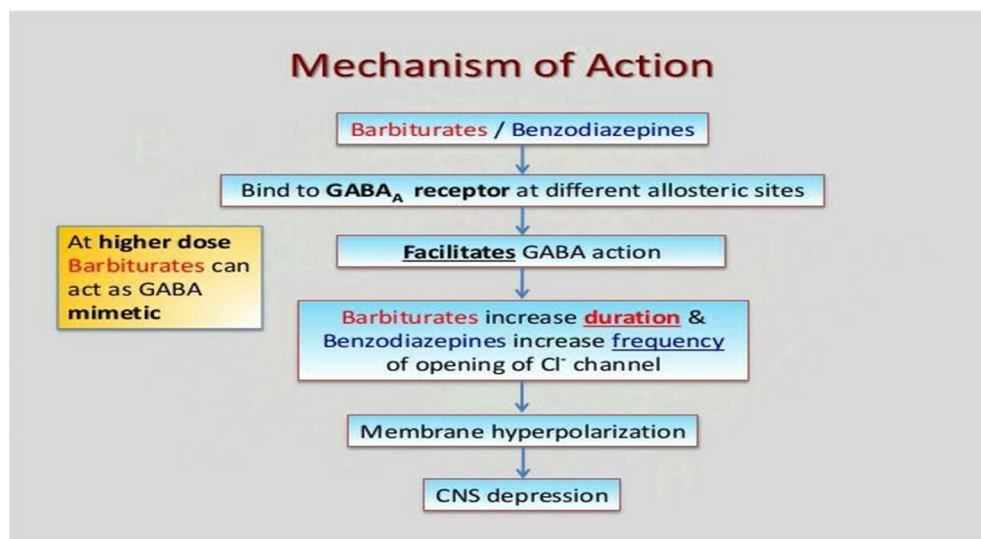 Mechanism of Action
Barbiturates / Benzodiazepines
Bind to GABAA receptor at different allosteric sites
At higher dose
Barbiturates can
act as GABA
mimetic
Facilitates GABA action
Barbiturates increase duration &
Benzodiazepines increase frequency
of opening of Cl- channel
Membrane hyperpolarization
CNS depression